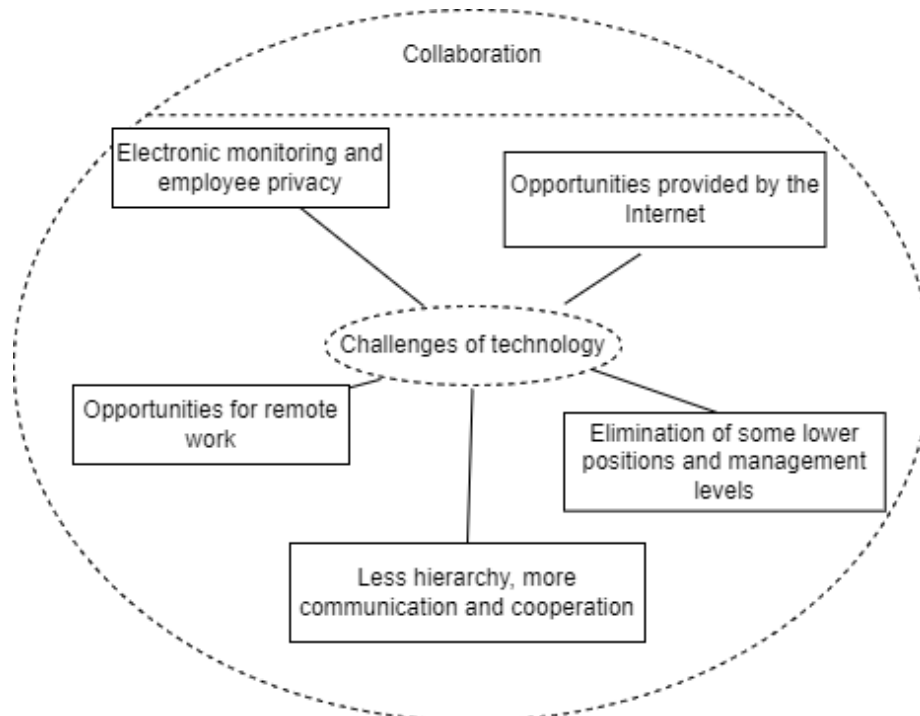 Collaboration
Electronic monitoring and
employee privacy
Opportunities provided by the
Internet
Challenges of technology
Opportunities for remote
work
Elimination of some lower
positions and management
levels
Less hierarchy, more
communication and cooperation